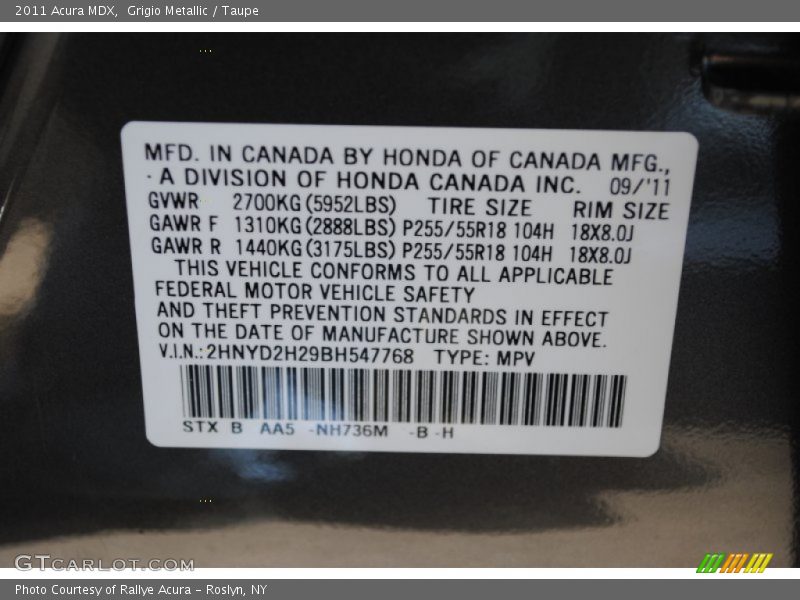 2011 Acura MDX,  Grigio Metallic / Taupe
MFD. IN CANADA BY HONDA OF CANADA MFG.,
A DIVISION OF HONDA CANADA INC. 09/'11
GVWR 2700KG(5952LBS) TIRE SIZE RIM SIZE
GAWR F 1310KG(2888LBS) P255/55R18 104H 18X8.0J
GAWR R 1440KG(3175LBS) P255/55R18 104H 18X8.0J
THIS VEHICLE CONFORMS TO ALL APPLICABLE
FEDERAL MOTOR VEHICLE SAFETY
AND THEFT PREVENTION STANDARDS IN EFFECT
ON THE DATE OF MANUFACTURE SHOWN ABOVE.
V.I.N.:2HNYD2H29BH547768 TYPE: MPV
STX B AA5 -NH736M -B -H
GTCARLOT.COM
Photo Courtesy of Rallye Acura – Roslyn, NY